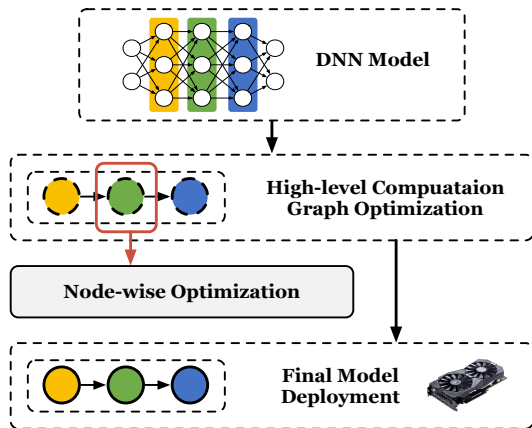 DNN Model
High-level Compuataion
Graph Optimization
Node-wise Optimization
Final Model
Deployment